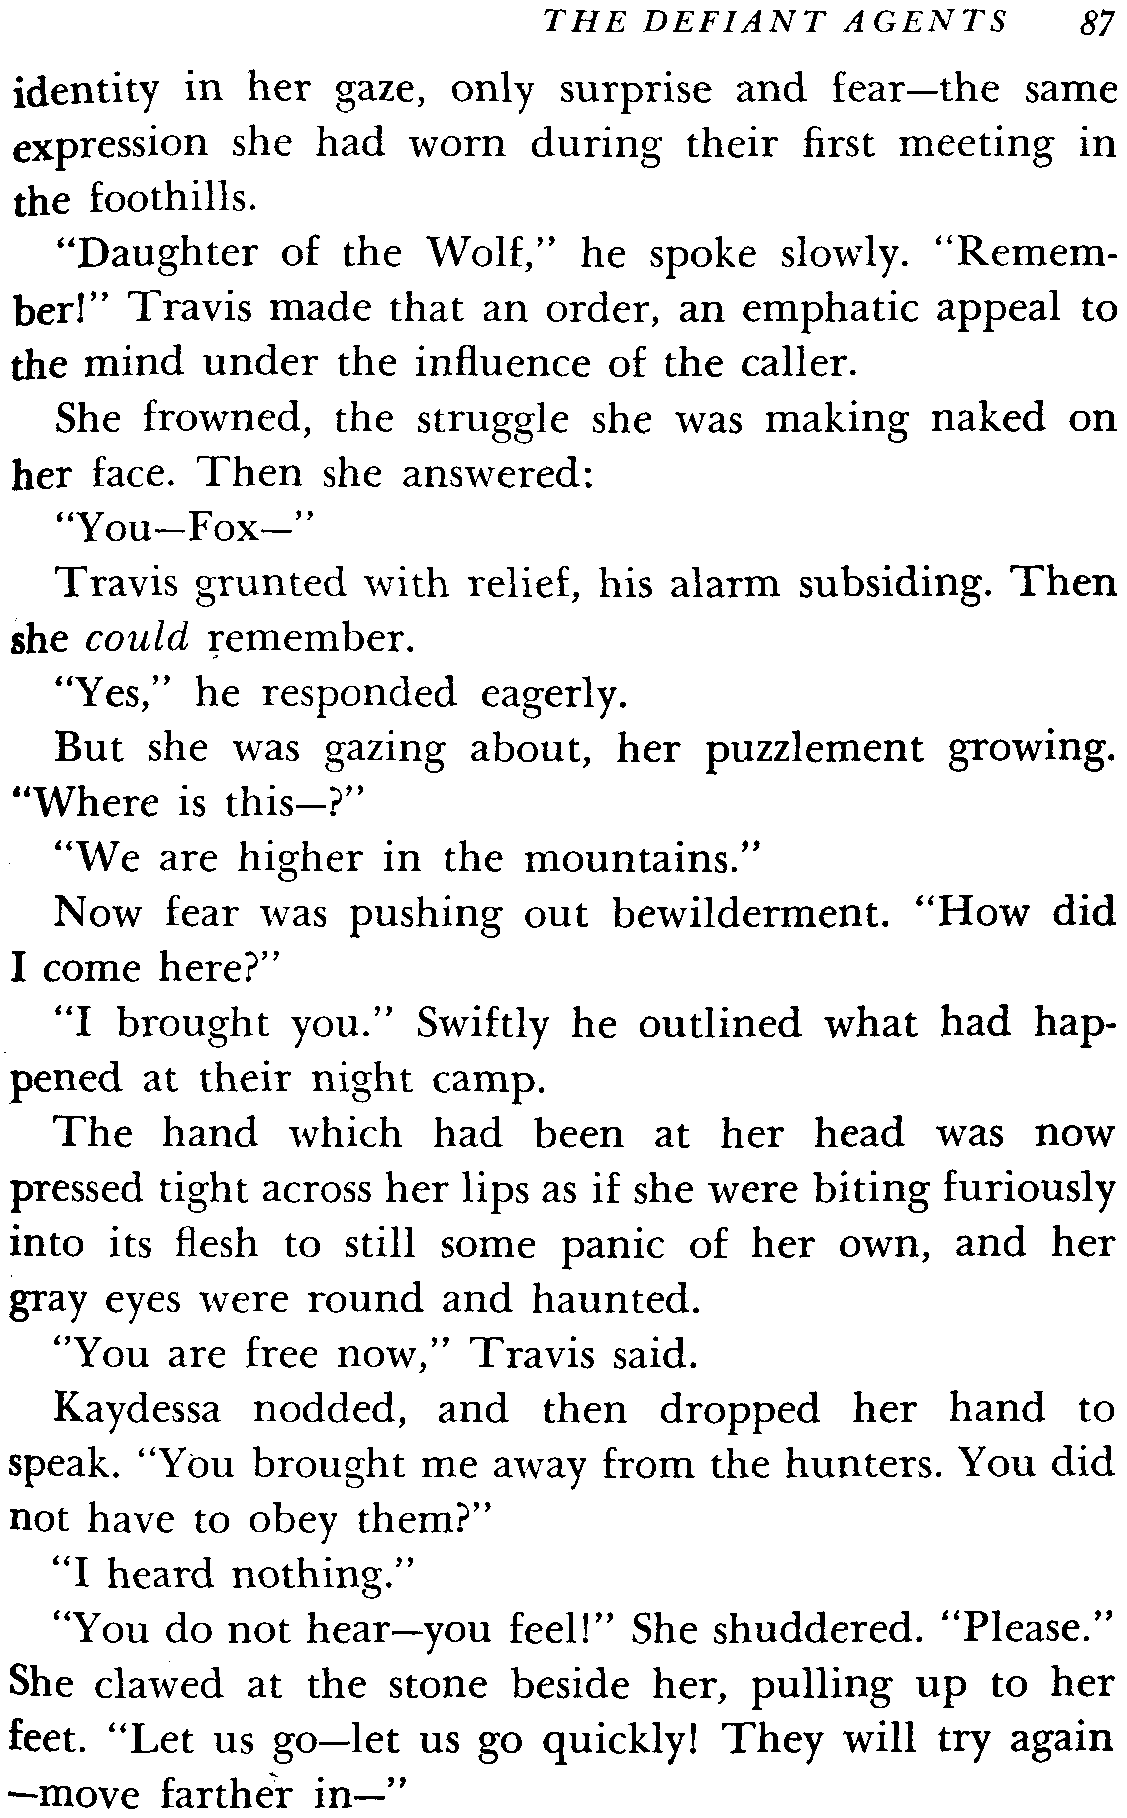 THE DEFIANT AGENTS 87
identity in her gaze, only surprise and fear—the same
expression she had worn during their first meeting in
the foothills.
“Daughter of the Wolf,” he spoke slowly. “Remem-
ber!” Travis made that an order, an emphatic appeal to
the mind under the influence of the caller.
She frowned, the struggle she was making naked on
her face. Then she answered:
“You—Fox—”
Travis grunted with relief, his alarm subsiding. Then
she could remember.
“Yes,” he responded eagerly.
But she was gazing about, her puzzlement growing.
“Where is this—?”
“We are higher in the mountains.”
Now fear was pushing out bewilderment. “How did
I come here?”
“I brought you.” Swiftly he outlined what had hap-
pened at their night camp.
The hand which had been at her head was now
pressed tight across her lips as if she were biting furiously
into its flesh to still some panic of her own, and her
gray eyes were round and haunted.
“You are free now,” Travis said.
Kaydessa nodded, and then dropped her hand to
speak. “You brought me away from the hunters. You did
not have to obey them?”
“I heard nothing.”
“You do not hear—you feel!” She shuddered. “Please.”
She clawed at the stone beside her, pulling up to her
feet. “Let us go—let us go quickly! They will try again
—move farther in—”